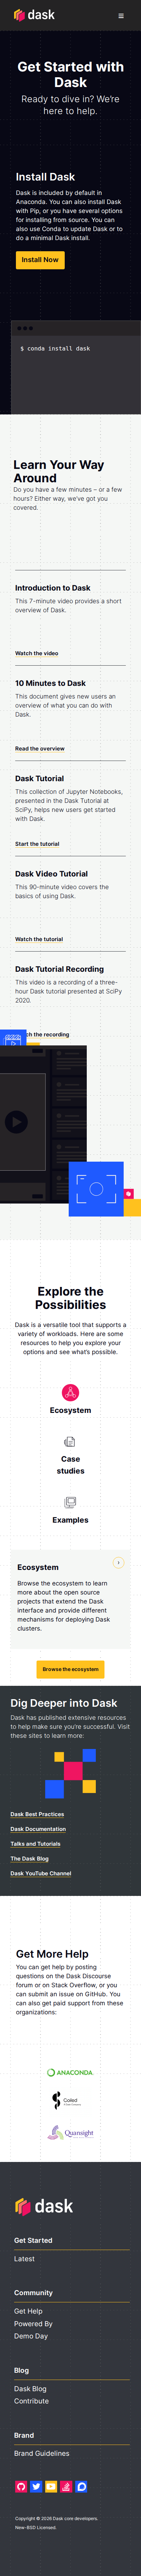 dask
Get Started with
Dask
Ready to dive in? We're
here to help.
Install Dask
Dask is included by default in
Anaconda. You can also install Dask
with Pip, or you have several options
for installing from source. You can
also use Conda to update Dask or to
do a minimal Dask install.
Install Now
$ conda install dask
Learn Your Way
Around
Do you have a few minutes – or a few
hours? Either way, we've got you
covered.
Introduction to Dask
This 7-minute video provides a short
overview of Dask.
Watch the video
10 Minutes to Dask
This document gives new users an
overview of what you can do with
Dask.
Read the overview
Dask Tutorial
This collection of Jupyter Notebooks,
presented in the Dask Tutorial at
SciPy, helps new users get started
with Dask.
Start the tutorial
Dask Video Tutorial
This 90-minute video covers the
basics of using Dask.
Watch the tutorial
Dask Tutorial Recording
This video is a recording of a three-
hour Dask tutorial presented at SciPy
2020.
the recording
Explore the
Possibilities
Dask is a versatile tool that supports a
variety of workloads. Here are some
resources to help you explore your
options and see what's possible.
Ecosystem
Case
studies
Examples
Ecosystem
Browse the ecosystem to learn
more about the open source
projects that extend the Dask
interface and provide different
mechanisms for deploying Dask
clusters.
Browse the ecosystem
Dig Deeper into Dask
Dask has published extensive resources
to help make sure you're successful. Visit
these sites to learn more:
Dask Best Practices
Dask Documentation
Talks and Tutorials
The Dask Blog
Dask YouTube Channel
Get More Help
You can get help by posting
questions on the Dask Discourse
forum or on Stack Overflow, or you
can submit an issue on GitHub. You
can also get paid support from these
organizations:
ANACONDA.
Coiled
Quansight
dask
Get Started
Latest
Community
Get Help
Powered By
Demo Day
Blog
Dask Blog
Contribute
Brand
Brand Guidelines
Copyright © 2026 Dask core developers.
New-BSD Licensed.